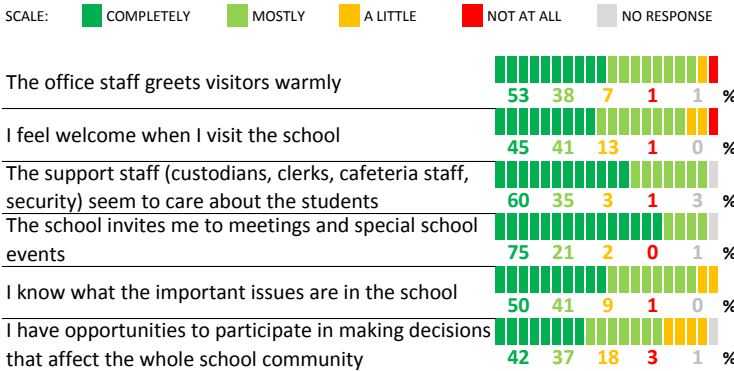 SCALE: COMPLETELY MOSTLY A LITTLE NOT AT ALL NO RESPONSE
The office staff greets visitors warmly
53 38 7 1 1 %
I feel welcome when I visit the school
45 41 13 1 0 %
The support staff (custodians, clerks, cafeteria staff,
security) seem to care about the students
60 35 3 1 3 %
The school invites me to meetings and special school
events
75 21 2 0 1 %
I know what the important issues are in the school
50 41 9 1 0 %
I have opportunities to participate in making decisions
that affect the whole school community
42 37 18 3 1 %